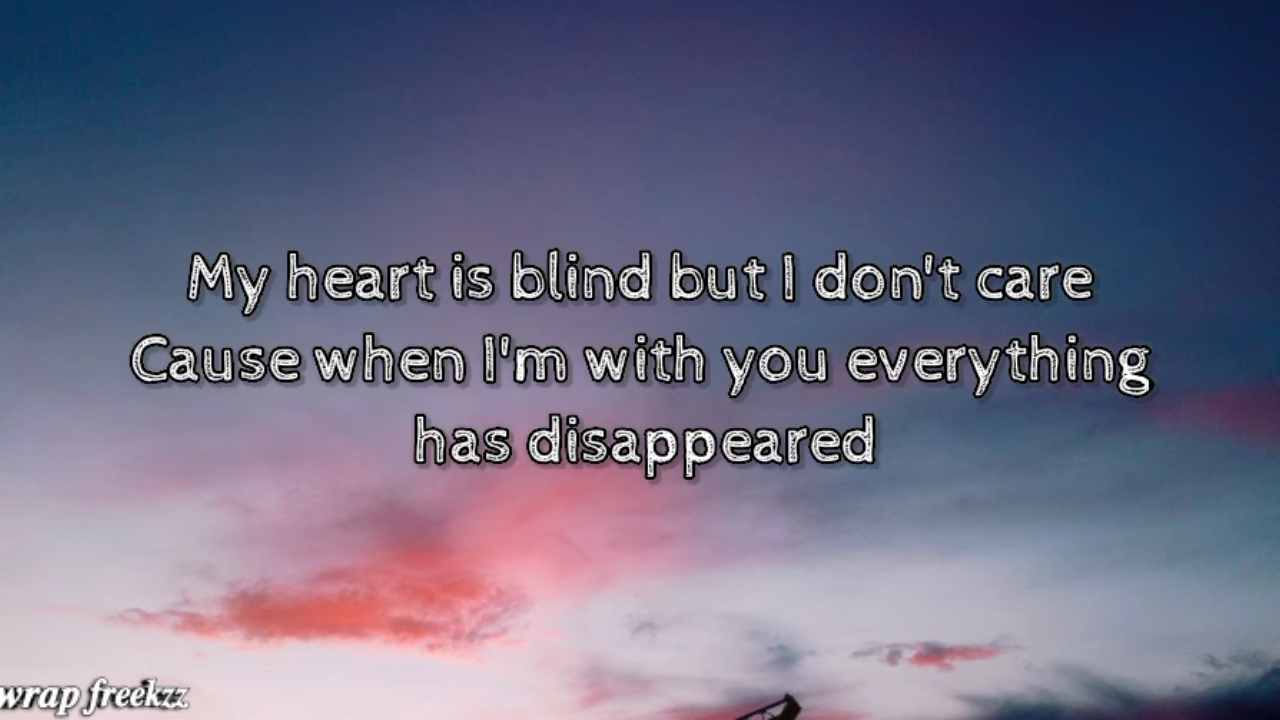 My heart is blind but I don't care
Cause when I'm with you everything
has disappeared
wrap freekzz